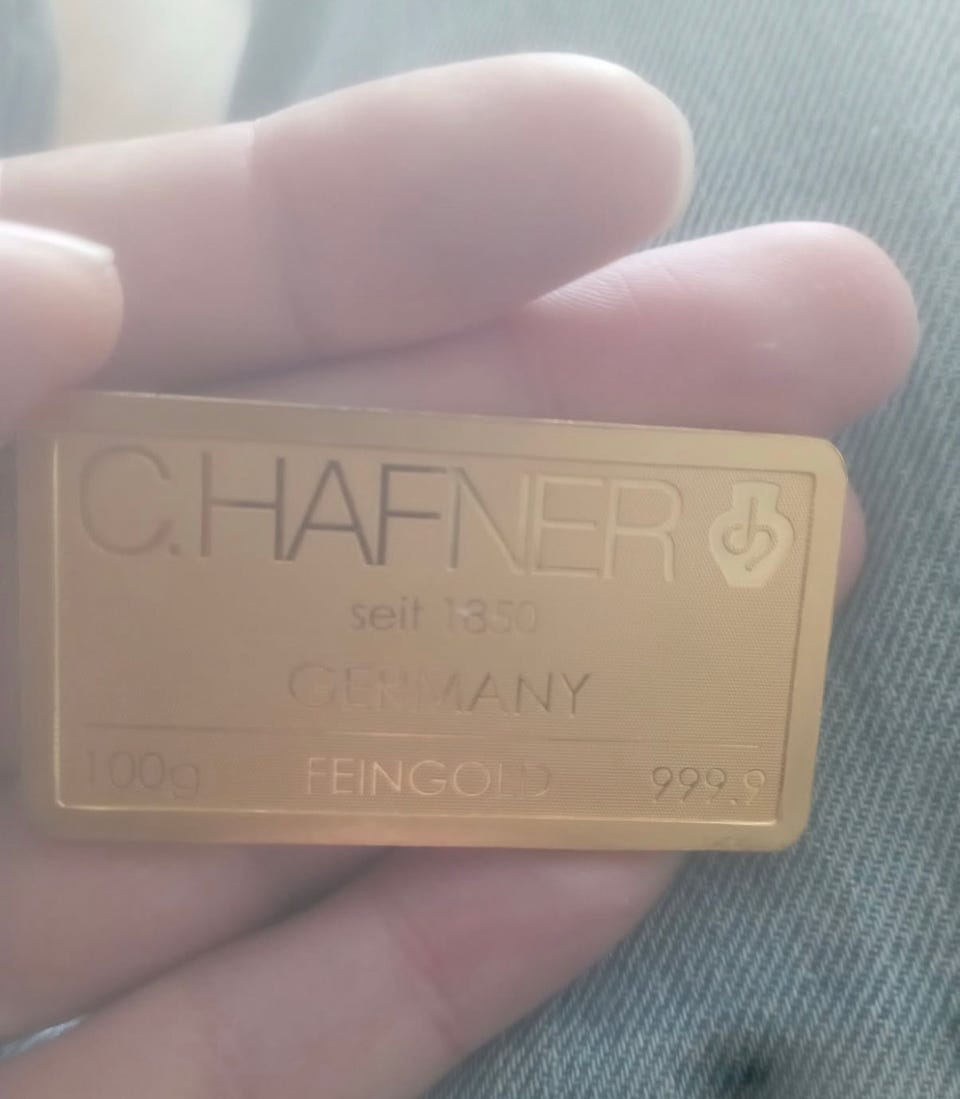 C.HAFNER
seit 1850
GERMANY
100g FEINGOLD 999.9